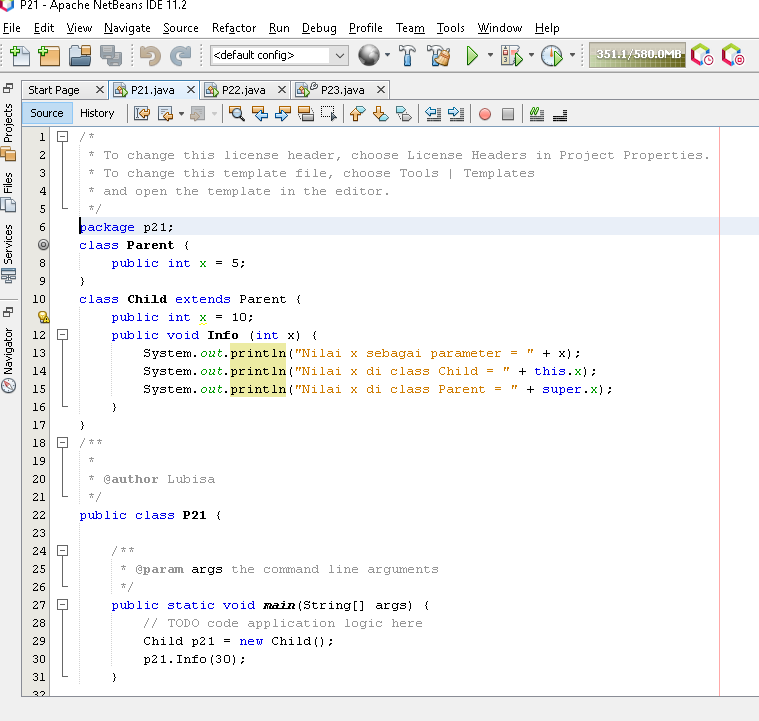 P21 - Apache NetBeans IDE 11.2
File Edit View Navigate Source Refactor Run Debug Profile Team Tools Window Help
<default config>
351.1/580.0MB
Start Page P21.java P22.java P23.java
Source History
Projects
Files
Services
Navigator
1 /*
2 * To change this license header, choose License Headers in Project Properties.
3 * To change this template file, choose Tools | Templates
4 * and open the template in the editor.
5 */
6 package p21;
class Parent {
8 public int x = 5;
9 }
10 class Child extends Parent {
public int x = 10;
12 public void Info (int x) {
13 System.out.println("Nilai x sebagai parameter = " + x);
14 System.out.println("Nilai x di class Child = " + this.x);
15 System.out.println("Nilai x di class Parent = " + super.x);
16 }
17 }
18 /**
19 *
20 * @author Lubisa
21 */
22 public class P21 {
23
24 /**
25 * @param args the command line arguments
26 */
27 public static void main(String[] args) {
28 // TODO code application logic here
29 Child p21 = new Child();
30 p21.Info(30);
31 }
32